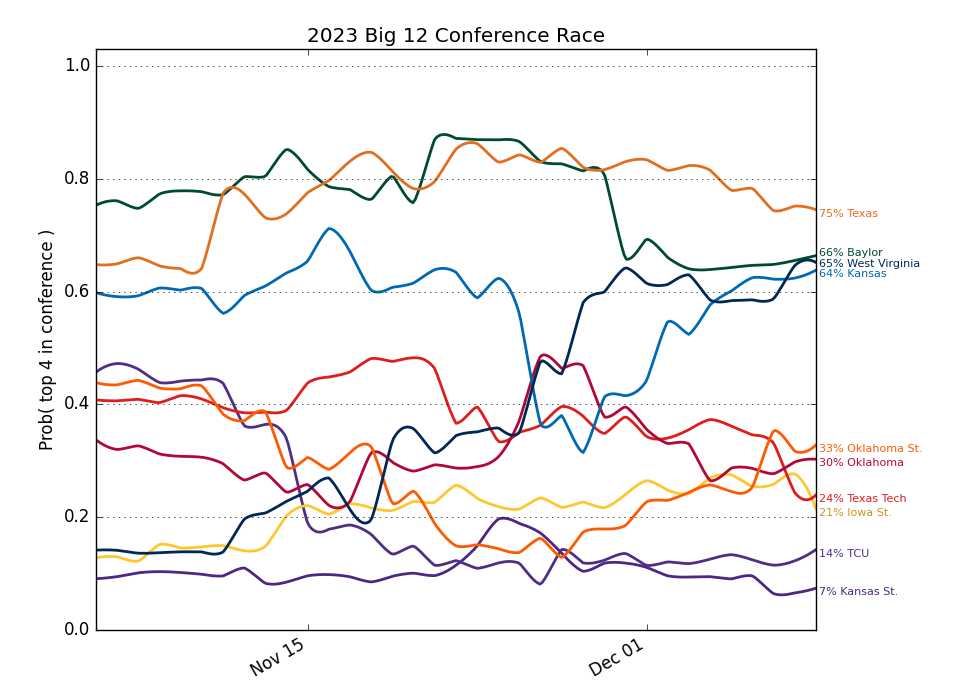 2023 Big 12 Conference Race
Prob( top 4 in conference )
1.0
0.8
0.6
0.4
0.2
0.0
Nov 15
Dec 01
75% Texas
66% Baylor
65% West Virginia
64% Kansas
33% Oklahoma St.
30% Oklahoma
24% Texas Tech
21% Iowa St.
14% TCU
7% Kansas St.